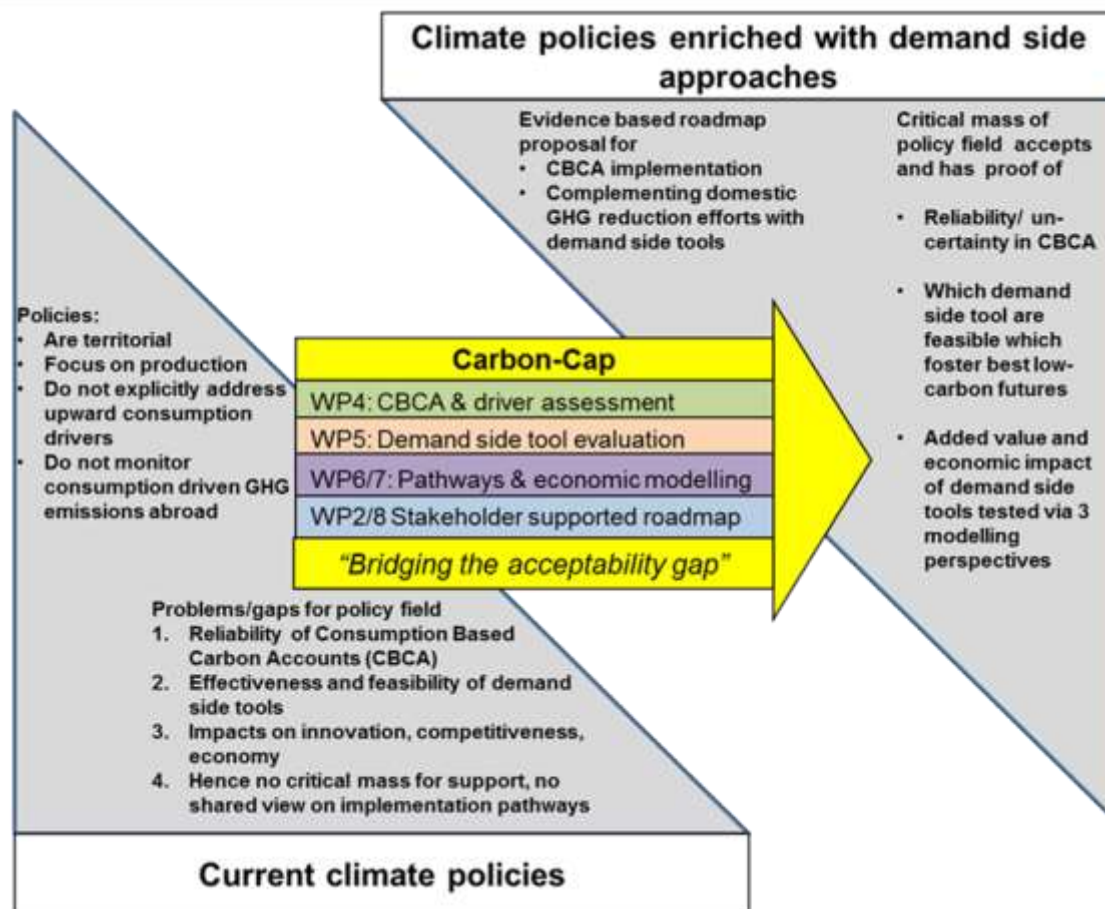 Climate policies enriched with demand side
approaches
Evidence based roadmap
proposal for
• CBCA implementation
• Complementing domestic
GHG reduction efforts with
demand side tools
Critical mass of
policy field accepts
and has proof of
• Reliability/ un-
certainty in CBCA
• Which demand
side tool are
feasible which
foster best low-
carbon futures
• Added value and
economic impact
of demand side
tools tested via 3
modelling
perspectives
Policies:
• Are territorial
• Focus on production
• Do not explicitly address
upward consumption
drivers
• Do not monitor
consumption driven GHG
emissions abroad
Carbon-Cap
WP4: CBCA & driver assessment
WP5: Demand side tool evaluation
WP6/7: Pathways & economic modelling
WP2/8 Stakeholder supported roadmap
“Bridging the acceptability gap”
Problems/gaps for policy field
1. Reliability of Consumption Based
Carbon Accounts (CBCA)
2. Effectiveness and feasibility of demand
side tools
3. Impacts on innovation, competitiveness,
economy
4. Hence no critical mass for support, no
shared view on implementation pathways
Current climate policies